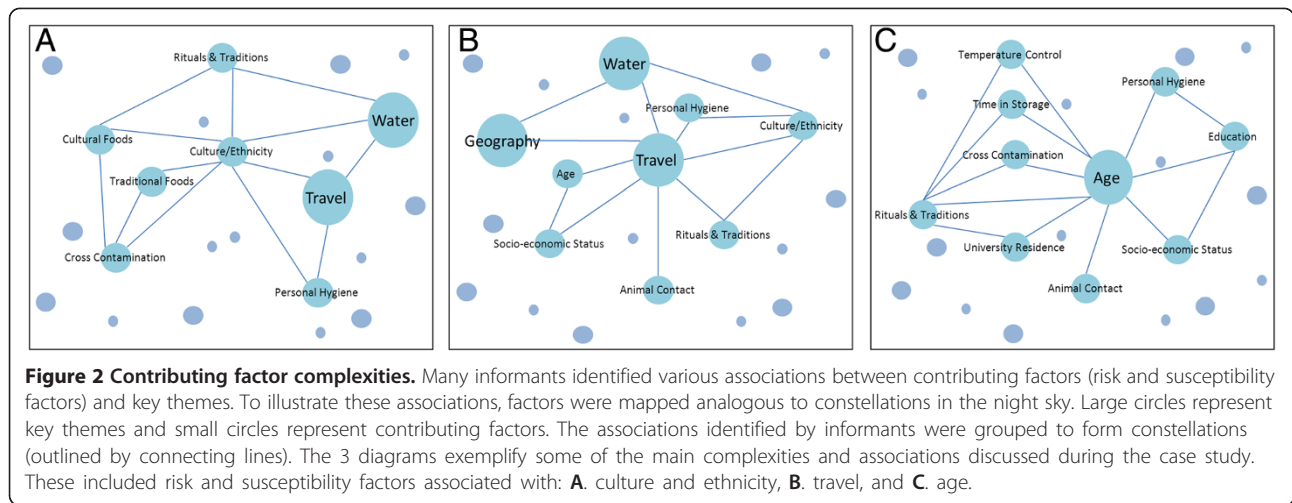 A
Rituals & Traditions
Water
Cultural Foods
Culture/Ethnicity
Traditional Foods
Travel
Cross Contamination
Personal Hygiene
B
Water
Personal Hygiene
Culture/Ethnicity
Geography
Travel
Age
Rituals & Traditions
Socio-economic Status
Animal Contact
C
Temperature Control
Personal Hygiene
Time in Storage
Education
Cross Contamination
Age
Rituals & Traditions
University Residence
Socio-economic Status
Animal Contact
Figure 2 Contributing factor complexities. Many informants identified various associations between contributing factors (risk and susceptibility
factors) and key themes. To illustrate these associations, factors were mapped analogous to constellations in the night sky. Large circles represent
key themes and small circles represent contributing factors. The associations identified by informants were grouped to form constellations
(outlined by connecting lines). The 3 diagrams exemplify some of the main complexities and associations discussed during the case study.
These included risk and susceptibility factors associated with: A. culture and ethnicity, B. travel, and C. age.